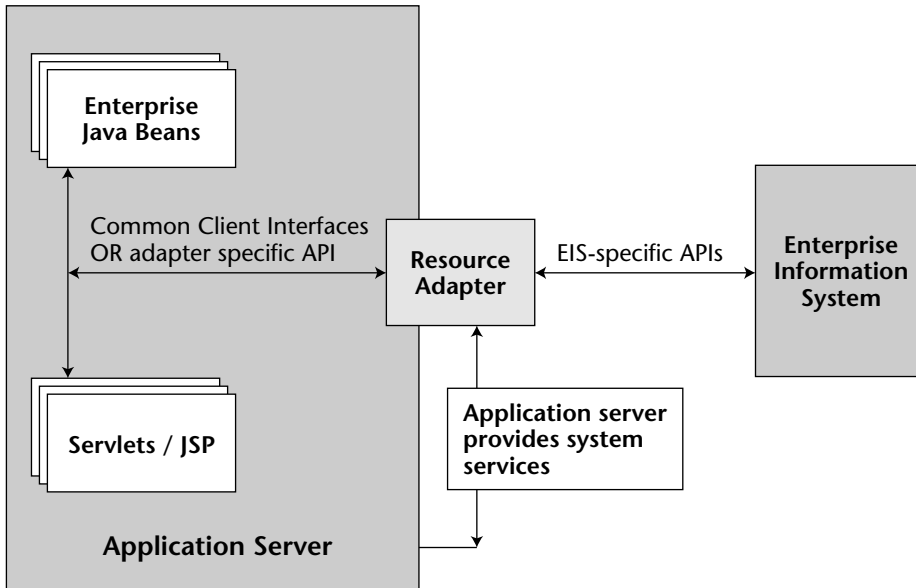 Enterprise
Java Beans
Common Client Interfaces
OR adapter specific API
Resource
Adapter
EIS-specific APIs
Enterprise
Information
System
Servlets / JSP
Application server
provides system
services
Application Server